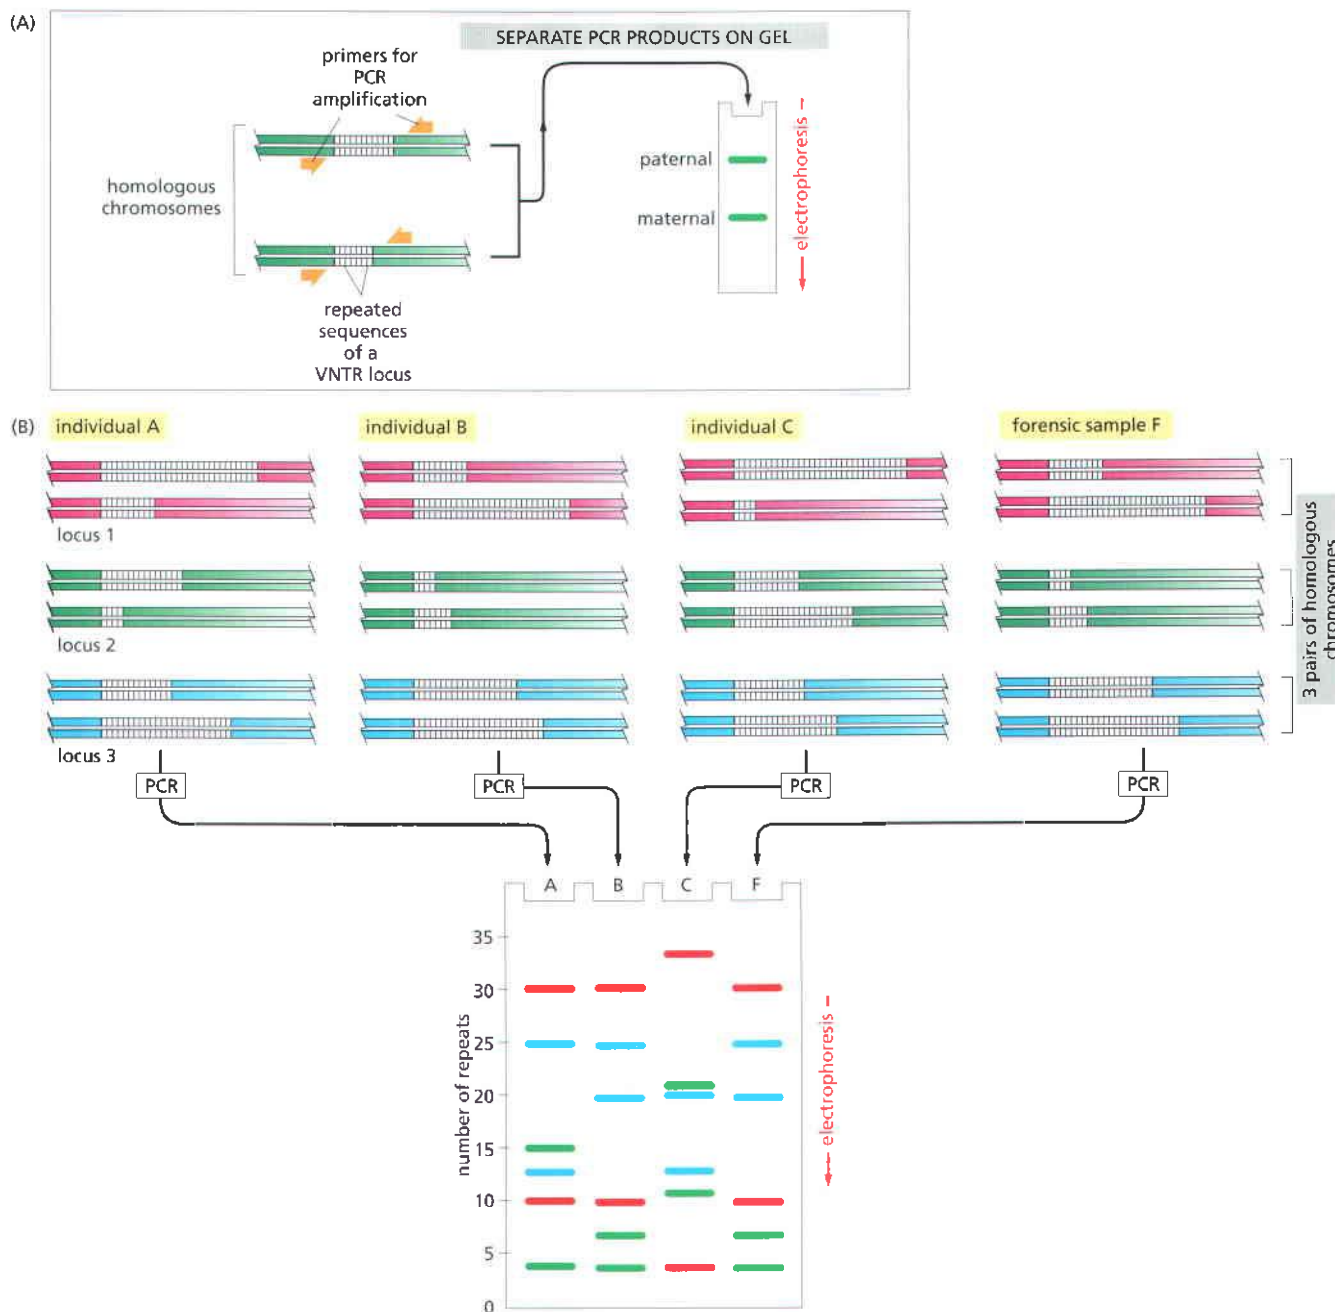 (A)
SEPARATE PCR PRODUCTS ON GEL
primers for
PCR
amplification
homologous
chromosomes
repeated
sequences
of a
VNTR locus
paternal
maternal
electrophoresis
(B)
individual A
individual B
individual C
forensic sample F
locus 1
locus 2
locus 3
3 pairs of homologous
chromosomes
PCR
PCR
PCR
PCR
A
B
C
F
number of repeats
35
30
25
20
15
10
5
0
electrophoresis